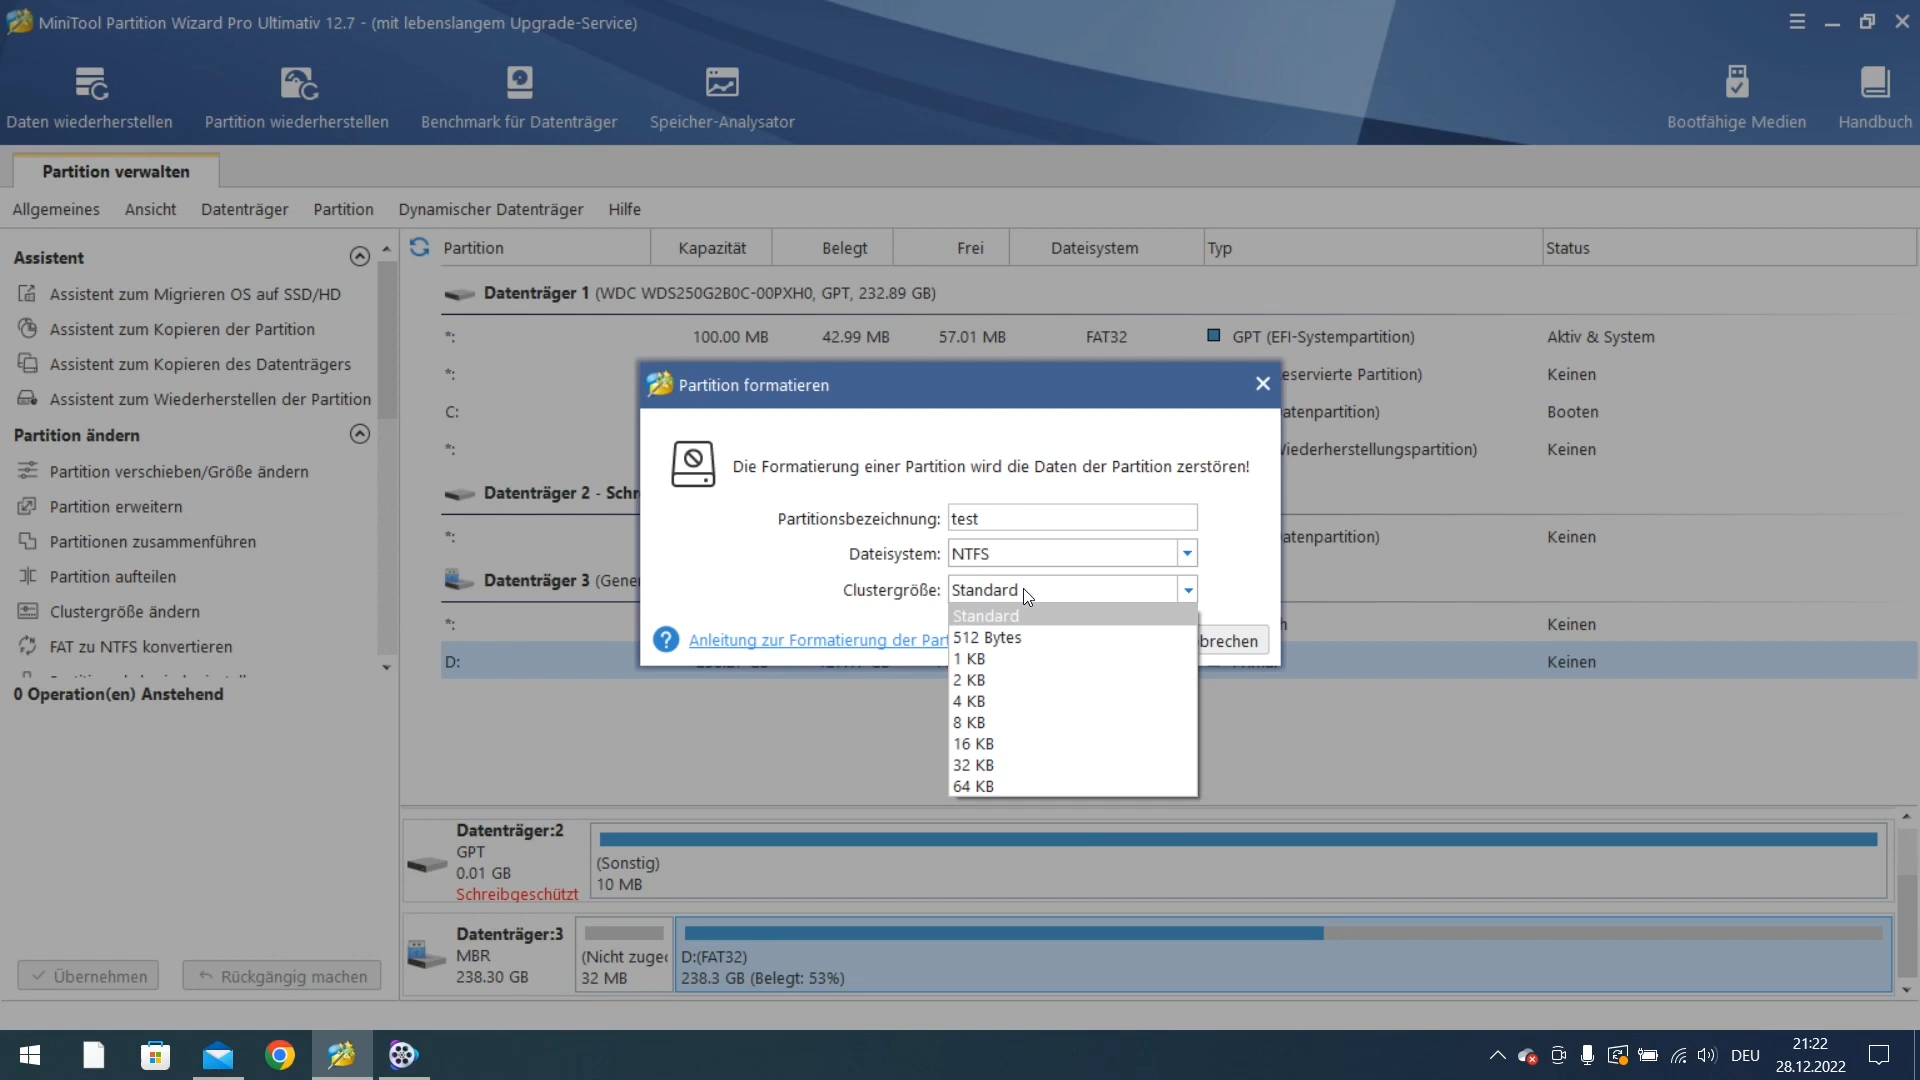 MiniTool Partition Wizard Pro Ultimativ 12.7 - (mit lebenslangem Upgrade-Service)
Daten wiederherstellen Partition wiederherstellen Benchmark für Datenträger Speicher-Analysator Bootfähige Medien Handbuch
Partition verwalten
Allgemeines Ansicht Datenträger Partition Dynamischer Datenträger Hilfe
Assistent
Assistent zum Migrieren OS auf SSD/HD
Assistent zum Kopieren der Partition
Assistent zum Kopieren des Datenträgers
Assistent zum Wiederherstellen der Partition
Partition ändern
Partition verschieben/Größe ändern
Partition erweitern
Partitionen zusammenführen
Partition aufteilen
Clustergröße ändern
FAT zu NTFS konvertieren
0 Operation(en) Anstehend
Übernehmen Rückgängig machen
Partition Kapazität Belegt Frei Dateisystem Typ Status
Datenträger 1 (WDC WDS250G2B0C-00PXH0, GPT, 232.89 GB)
*: 100.00 MB 42.99 MB 57.01 MB FAT32 GPT (EFI-Systempartition) Aktiv & System
*: eservierte Partition) Keinen
C: atenpartition) Booten
*: Viederherstellungspartition) Keinen
Datenträger 2 - Schr
*: atenpartition) Keinen
Datenträger 3 (Gene
*: Keinen
D: Keinen
Partition formatieren
Die Formatierung einer Partition wird die Daten der Partition zerstören!
Partitionsbezeichnung: test
Dateisystem: NTFS
Clustergröße: Standard
Anleitung zur Formatierung der Part
brechen
Standard
512 Bytes
1 KB
2 KB
4 KB
8 KB
16 KB
32 KB
64 KB
Datenträger:2
GPT
0.01 GB
Schreibgeschützt
(Sonstig)
10 MB
Datenträger:3
MBR
238.30 GB
(Nicht zugeo
32 MB
D:(FAT32)
238.3 GB (Belegt: 53%)
DEU
21:22
28.12.2022